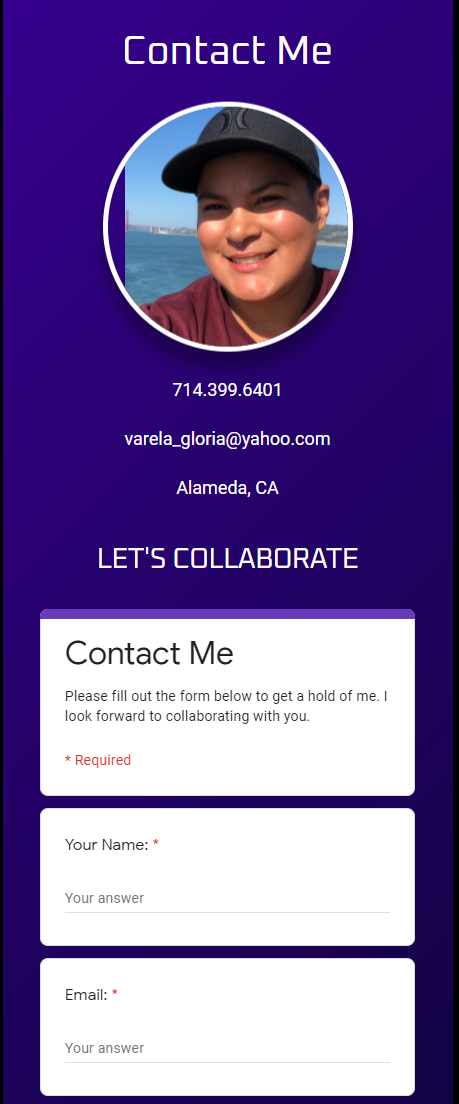 Contact Me
714.399.6401
varela_gloria@yahoo.com
Alameda, CA
LET'S COLLABORATE
Contact Me
Please fill out the form below to get a hold of me. I
look forward to collaborating with you.
* Required
Your Name: *
Your answer
Email: *
Your answer